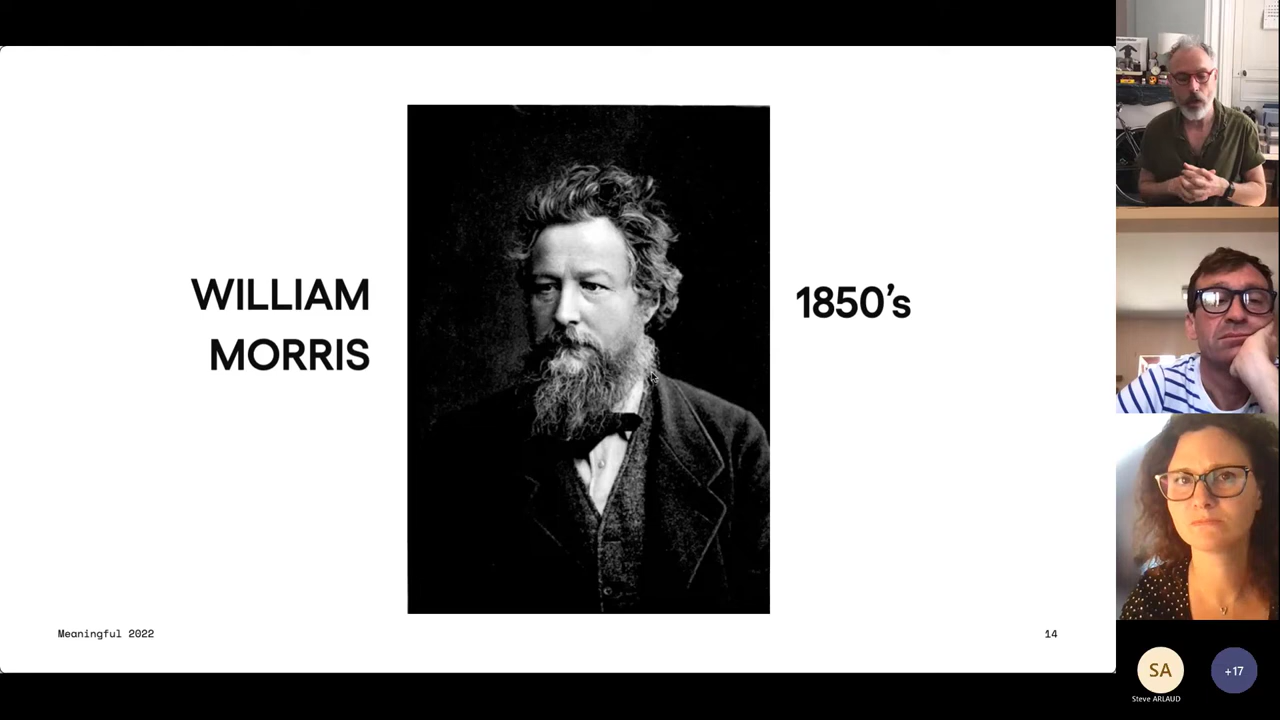 WILLIAM
MORRIS
1850’s
Meaningful 2022
14
SA
+17
Steve ARLAUD